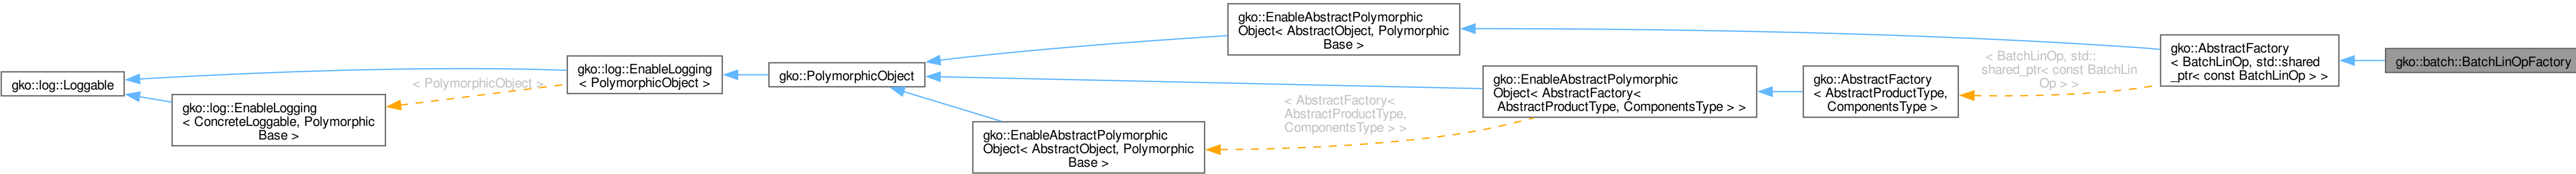 gko::log::Loggable
gko::log::EnableLogging
< ConcreteLoggable, Polymorphic
Base >
< PolymorphicObject >
gko::log::EnableLogging
< PolymorphicObject >
gko::PolymorphicObject
gko::EnableAbstractPolymorphic
Object< AbstractObject, Polymorphic
Base >
gko::EnableAbstractPolymorphic
Object< AbstractObject, Polymorphic
Base >
< AbstractFactory<
AbstractProductType,
ComponentsType > >
gko::EnableAbstractPolymorphic
Object< AbstractFactory<
AbstractProductType, ComponentsType > >
gko::AbstractFactory
< AbstractProductType,
ComponentsType >
< BatchLinOp, std::
shared_ptr< const BatchLin
Op > >
gko::AbstractFactory
< BatchLinOp, std::shared
_ptr< const BatchLinOp > >
gko::batch::BatchLinOpFactory